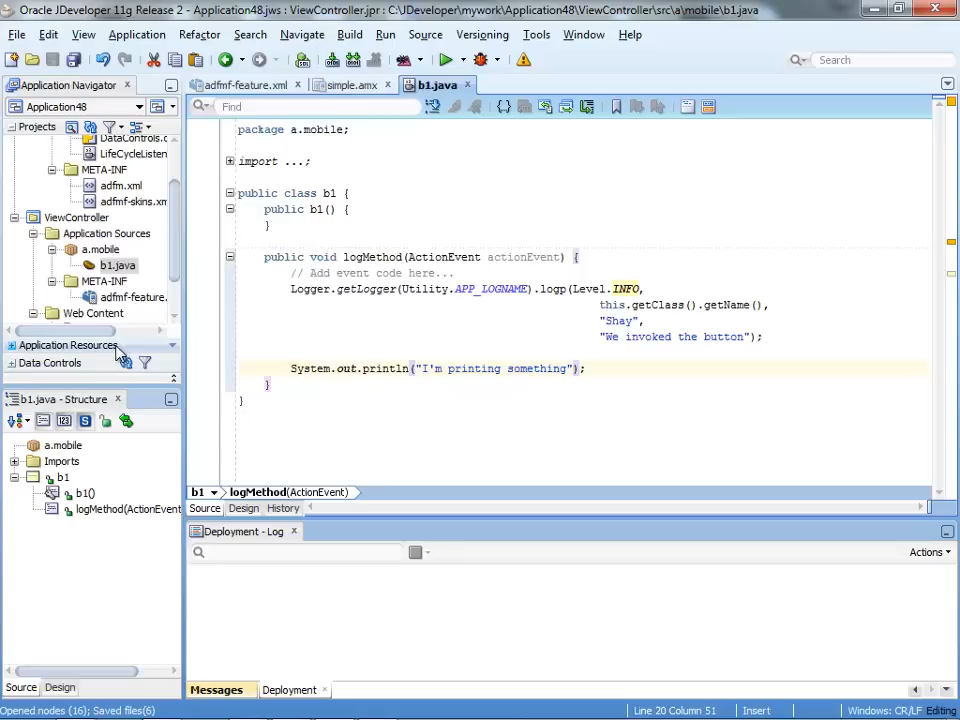 Oracle JDeveloper 11g Release 2 - Application48.jws : ViewController.jpr : C:\JDeveloper\mywork\Application48\ViewController\src\a\mobile\b1.java
File Edit View Application Refactor Search Navigate Build Run Source Versioning Tools Window Help
Search
Application Navigator
adfmf-feature.xml
simple.amx
b1.java
Application48
Find
Projects
DataControls.d
LifeCycleListen
META-INF
adfm.xml
adfmf-skins.xm
ViewController
Application Sources
a.mobile
b1.java
META-INF
adfmf-feature.
Web Content
Application Resources
Data Controls
package a.mobile;
import ...;
public class b1 {
public b1() {
}
public void logMethod(ActionEvent actionEvent) {
// Add event code here...
Logger.getLogger(Utility.APP_LOGNAME).logp(Level.INFO,
this.getClass().getName(),
"Shay",
"We invoked the button");
System.out.println("I'm printing something");
}
}
b1.java - Structure
a.mobile
Imports
b1
b1()
logMethod(ActionEvent
Source Design
b1 logMethod(ActionEvent)
Source Design History
Deployment - Log
Actions
Messages Deployment
Opened nodes (16); Saved files(6)
Line 20 Column 51 Insert Windows: CR/LF Editing